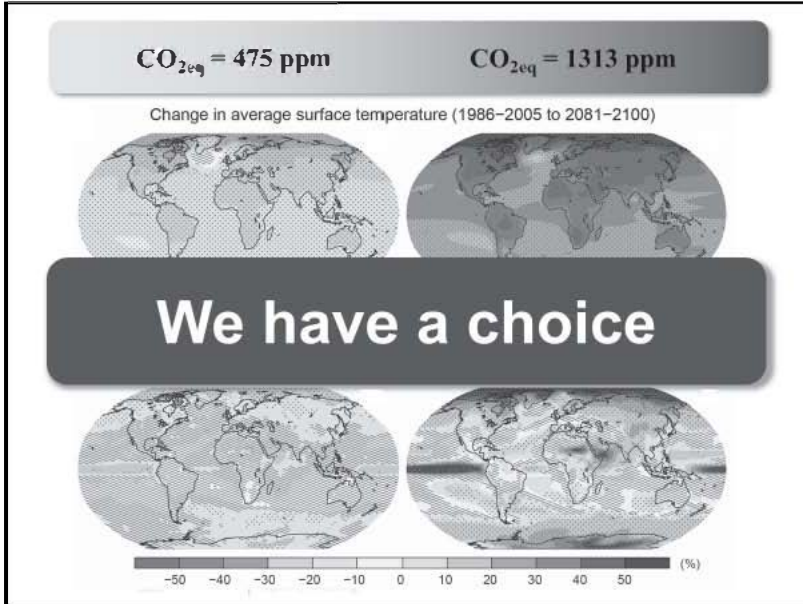 CO2eq = 475 ppm CO2eq = 1313 ppm
Change in average surface temperature (1986−2005 to 2081−2100)
We have a choice
(%)
−50 −40 −30 −20 −10 0 10 20 30 40 50